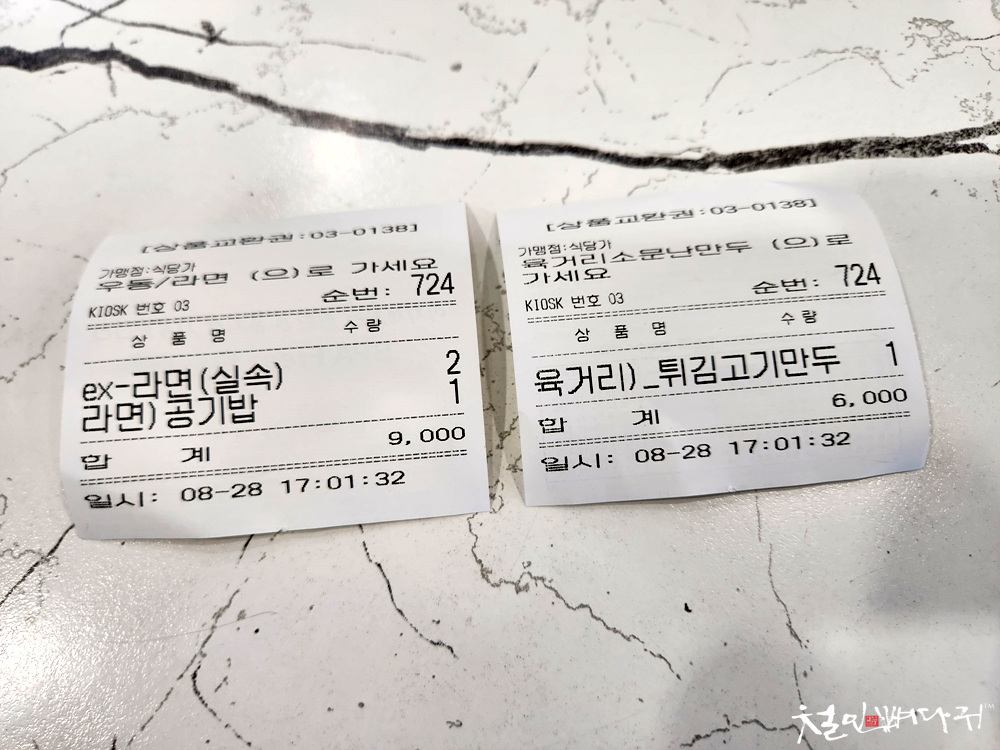 [상품교환권:03-0138]
가맹점:식당가
우동/라면 (으)로 가세요
순번: 724
KIOSK 번호 03
상 품 명 수량
ex-라면(실속) 2
라면)공기밥 1
합 계 9,000
일시: 08-28 17:01:32
[상품교환권:03-0138]
가맹점:식당가
육거리소문난만두 (으)로
가세요
순번: 724
KIOSK 번호 03
상 품 명 수량
육거리)_튀김고기만두 1
합 계 6,000
일시: 08-28 17:01:32